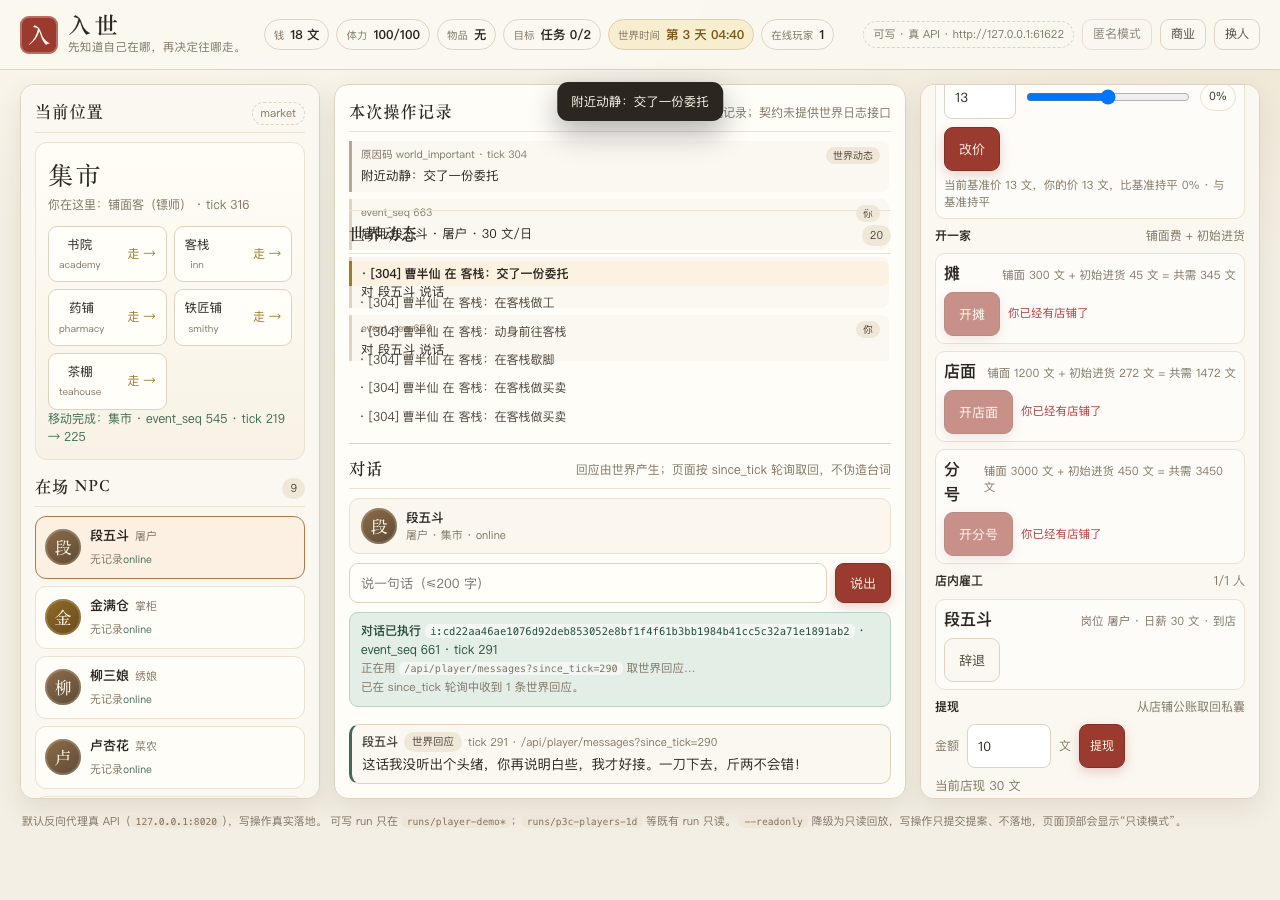 入
入世
先知道自己在哪，再决定往哪走。
钱 18 文
体力 100/100
物品 无
目标 任务 0/2
世界时间 第 3 天 04:40
在线玩家 1
可写 · 真 API · http://127.0.0.1:61622
匿名模式
商业
换人
当前位置
market
集市
你在这里：铺面客（镖师） · tick 316
书院
academy
走 →
客栈
inn
走 →
药铺
pharmacy
走 →
铁匠铺
smithy
走 →
茶棚
teahouse
走 →
移动完成：集市 · event_seq 545 · tick 219
→ 225
在场 NPC
9
段
段五斗 屠户
无记录online
金
金满仓 掌柜
无记录online
柳
柳三娘 绣娘
无记录online
卢
卢杏花 菜农
无记录online
本次操作记录
记录；契约未提供世界日志接口
附近动静：交了一份委托
原因码 world_important · tick 304
世界动态
附近动静：交了一份委托
event_seq 663
你
斗 · 屠户 · 30 文/日
世界动态
20
· [304] 曹半仙 在 客栈：交了一份委托
对 段五斗 说话
· [304] 曹半仙 在 客栈：在客栈做工
你
· [304] 曹半仙 在 客栈：动身前往客栈
对 段五斗 说话
· [304] 曹半仙 在 客栈：在客栈歇脚
· [304] 曹半仙 在 客栈：在客栈做买卖
· [304] 曹半仙 在 客栈：在客栈做买卖
对话
回应由世界产生；页面按 since_tick 轮询取回，不伪造台词
段
段五斗
屠户 · 集市 · online
说一句话（≤200 字）
说出
对话已执行 i:cd22aa46ae1076d92deb853052e8bf1f4f61b3bb1984b41cc5c32a71e1891ab2 ·
event_seq 661 · tick 291
正在用 /api/player/messages?since_tick=290 取世界回应…
已在 since_tick 轮询中收到 1 条世界回应。
段五斗 世界回应 tick 291 · /api/player/messages?since_tick=290
这话我没听出个头绪，你再说明白些，我才好接。一刀下去，斤两不会错！
13
0%
改价
当前基准价 13 文，你的价 13 文，比基准持平 0% · 与
基准持平
开一家
铺面费 + 初始进货
摊
铺面 300 文 + 初始进货 45 文 = 共需 345 文
开摊
你已经有店铺了
店面
铺面 1200 文 + 初始进货 272 文 = 共需 1472 文
开店面
你已经有店铺了
分
号
铺面 3000 文 + 初始进货 450 文 = 共需 3450
文
开分号
你已经有店铺了
店内雇工
1/1 人
段五斗
岗位 屠户 · 日薪 30 · 到店
辞退
提现
从店铺公账取回私囊
金额
10
文
提现
当前店现 30 文
默认反向代理真 API（127.0.0.1:8020），写操作真实落地。 可写 run 只在 runs/player-demo*； runs/p3c-players-1d 等既有 run 只读。 --readonly 降级为只读回放，写操作只提交提案、不落地，页面顶部会显示“只读模式”。